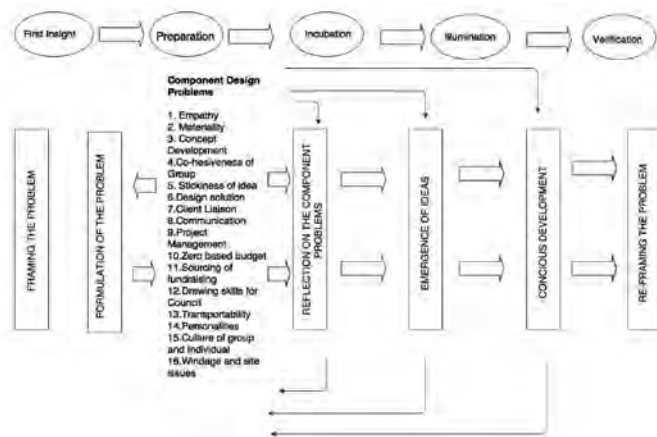 First Insight
Preparation
Incubation
Illumination
Verification
Component Design
Problems
1. Empathy
2. Materiality
3. Concept
Development
4.Co-hesiveness of
Group
5. Stickiness of idea
6.Design solution
7.Client Liaison
8.Communication
9.Project
Management
10.Zero based budget
11.Sourcing of
fundraising
12.Drawing skills for
Council
13.Transportability
14.Personalities
15.Culture of group
and Individual
16.Windage and site
issues
FRAMING THE PROBLEM
FORMULATION OF THE PROBLEM
REFLECTION ON THE COMPONENT
PROBLEMS
EMERGENCE OF IDEAS
CONCIOUS DEVELOPMENT
RE-FRAMING THE PROBLEM